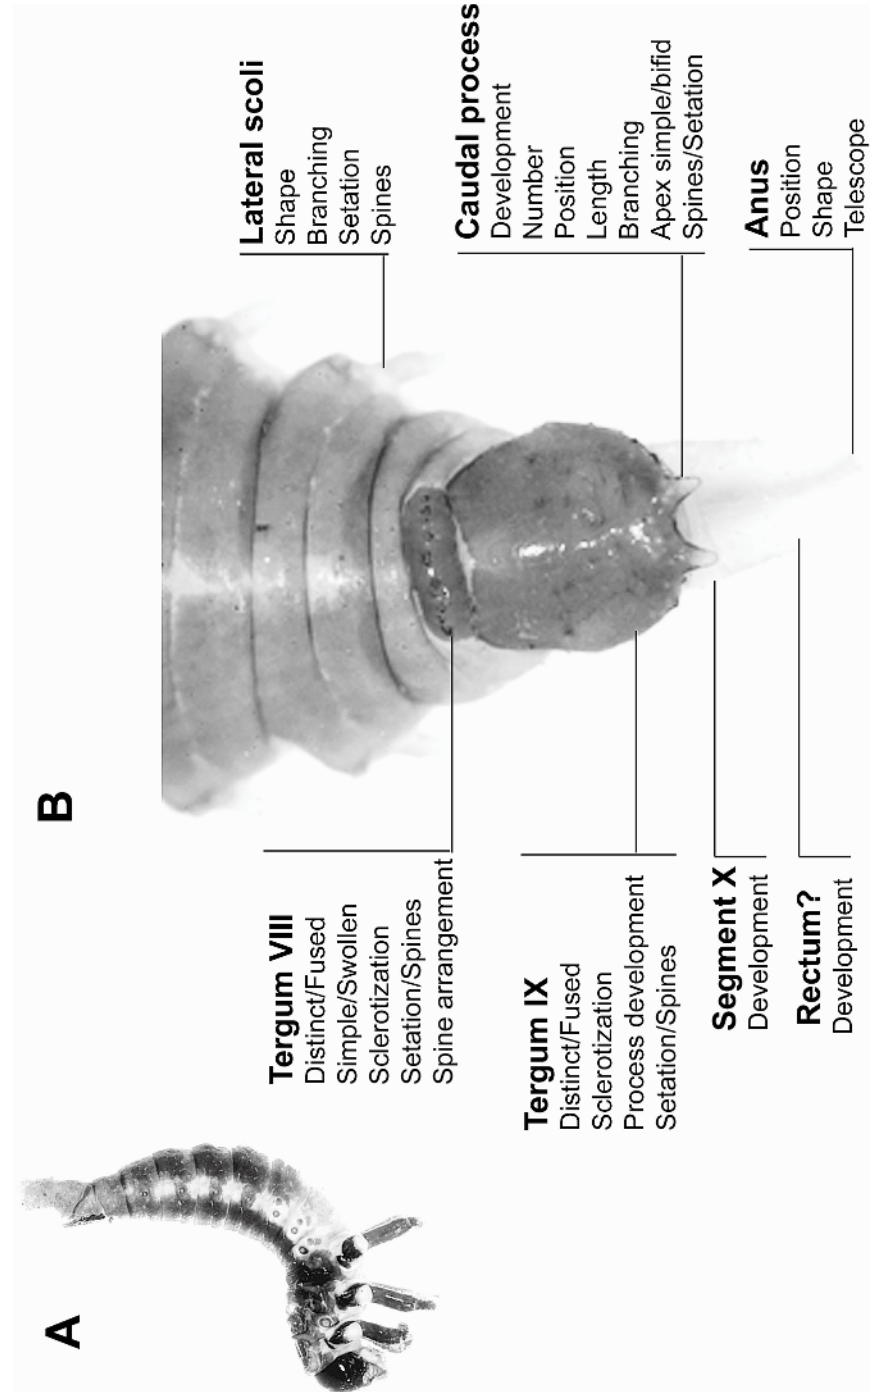 A
B
Tergum VIII
Distinct/Fused
Simple/Swollen
Sclerotization
Setation/Spines
Spine arrangement
Tergum IX
Distinct/Fused
Sclerotization
Process development
Setation/Spines
Segment X
Development
Rectum?
Development
Lateral scoli
Shape
Branching
Setation
Spines
Caudal process
Development
Number
Position
Length
Branching
Apex simple/bifid
Spines/Setation
Anus
Position
Shape
Telescope